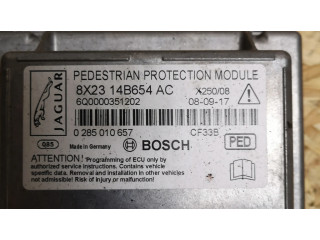 JAGUAR
PEDESTRIAN PROTECTION MODULE
8X23 14B654 AC
X250/08
6Q0000351202
08-09-17
0 285 010 657
CF33B
Made in Germany
BOSCH
PED
ATTENTION! *Programming of ECU only by
authorized service instructions. Contains vehicle
specific data. Removal and installation in other vehicles
not admissible! Risk of injury or malfunction!